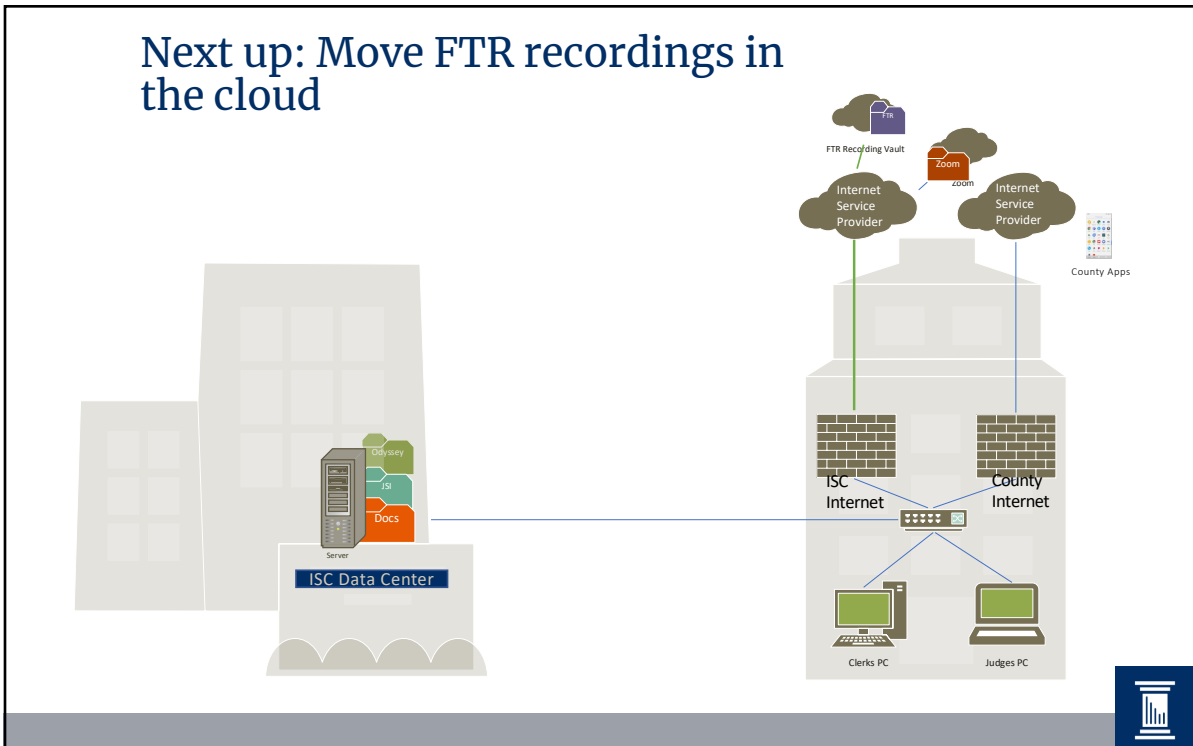 Next up: Move FTR recordings in
the cloud
FTR
FTR Recording Vault
Zoom
Zoom
Internet
Service
Provider
Internet
Service
Provider
County Apps
Odyssey
JSI
Docs
Server
ISC Data Center
ISC
Internet
County
Internet
Clerks PC
Judges PC